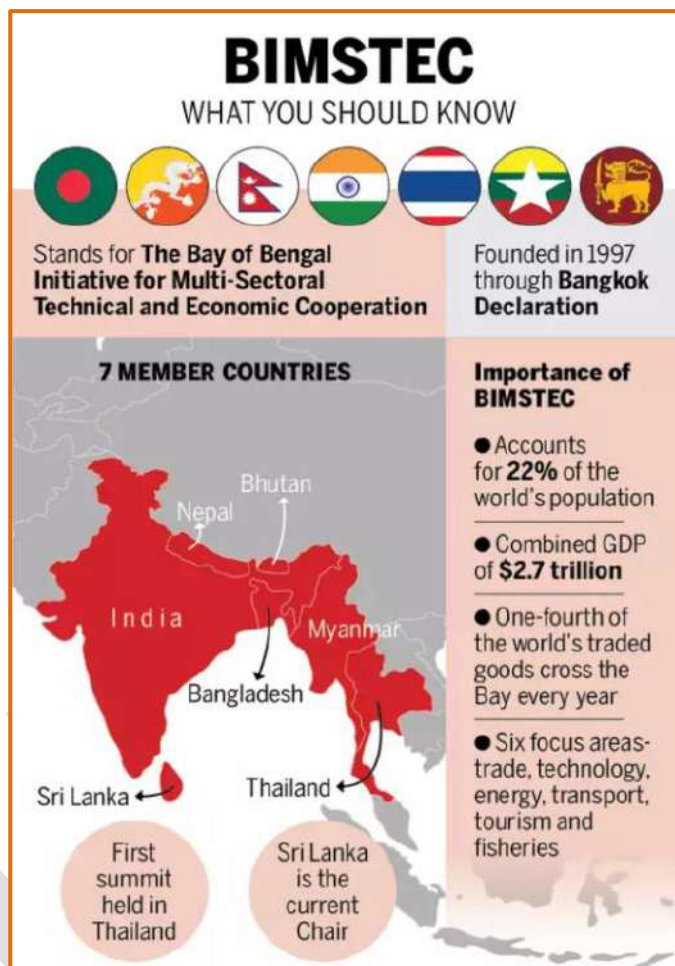 BIMSTEC
WHAT YOU SHOULD KNOW
Stands for The Bay of Bengal
Initiative for Multi-Sectoral
Technical and Economic Cooperation
Founded in 1997
through Bangkok
Declaration
7 MEMBER COUNTRIES
Bhutan
Nepal
India
Myanmar
Bangladesh
Sri Lanka
Thailand
First
summit
held in
Thailand
Sri Lanka
is the
current
Chair
Importance of
BIMSTEC
● Accounts
for 22% of the
world's population
● Combined GDP
of $2.7 trillion
● One-fourth of
the world's traded
goods cross the
Bay every year
● Six focus areas-
trade, technology,
energy, transport,
tourism and
fisheries